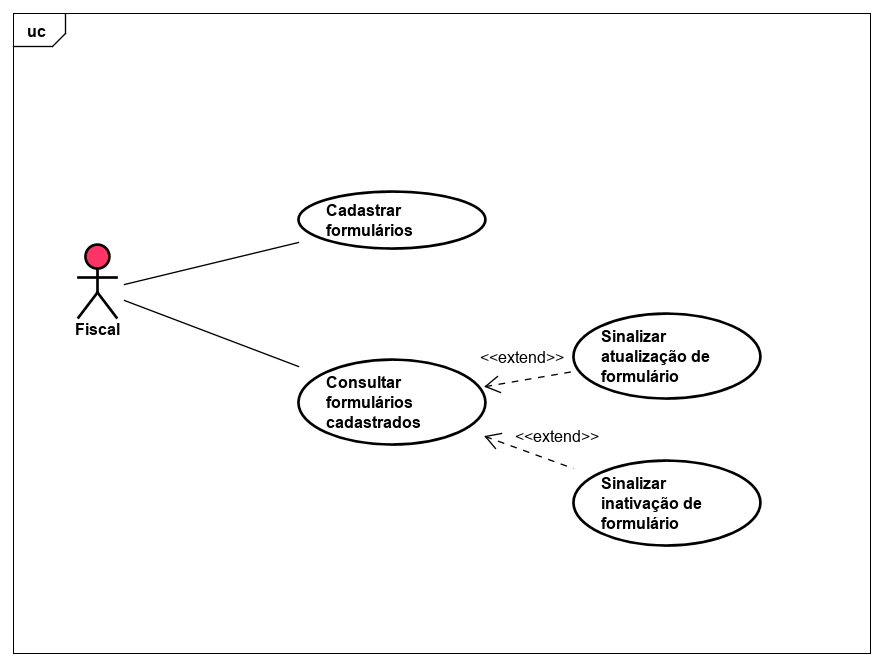 uc
Cadastrar
formulários
Fiscal
Sinalizar
atualização de
formulário
<<extend>>
Consultar
formulários
cadastrados
<<extend>>
Sinalizar
inativação de
formulário